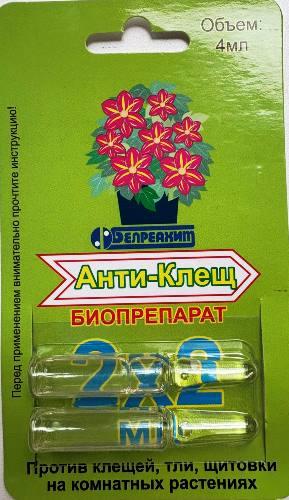 Объем:
4мл
Перед применением внимательно прочтите инструкцию!
БЕЛРЕАХИМ
Анти-Клещ
БИОПРЕПАРАТ
2x2
мл
Против клещей, тли, щитовки
на комнатных растениях